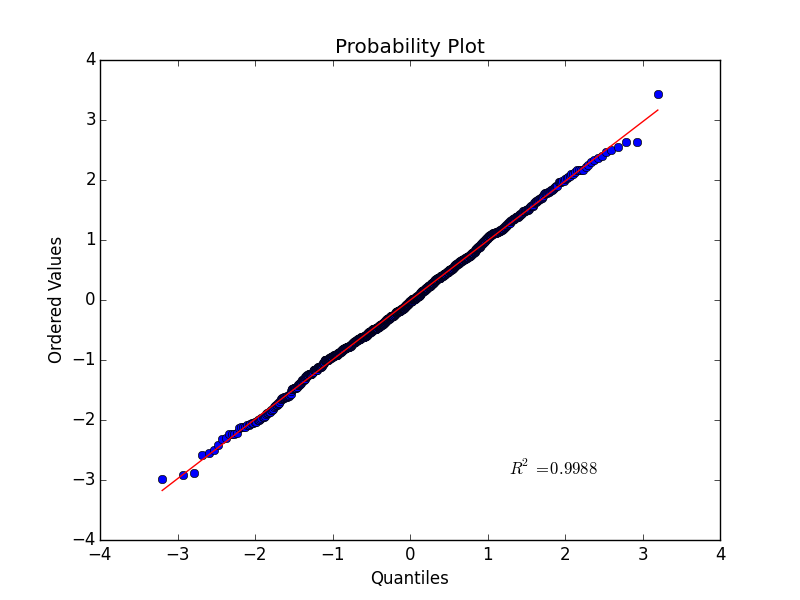 Probability Plot
4
3
2
1
0
−1
−2
−3
−4
Ordered Values
R² =0.9988
−4 −3 −2 −1 0 1 2 3 4
Quantiles